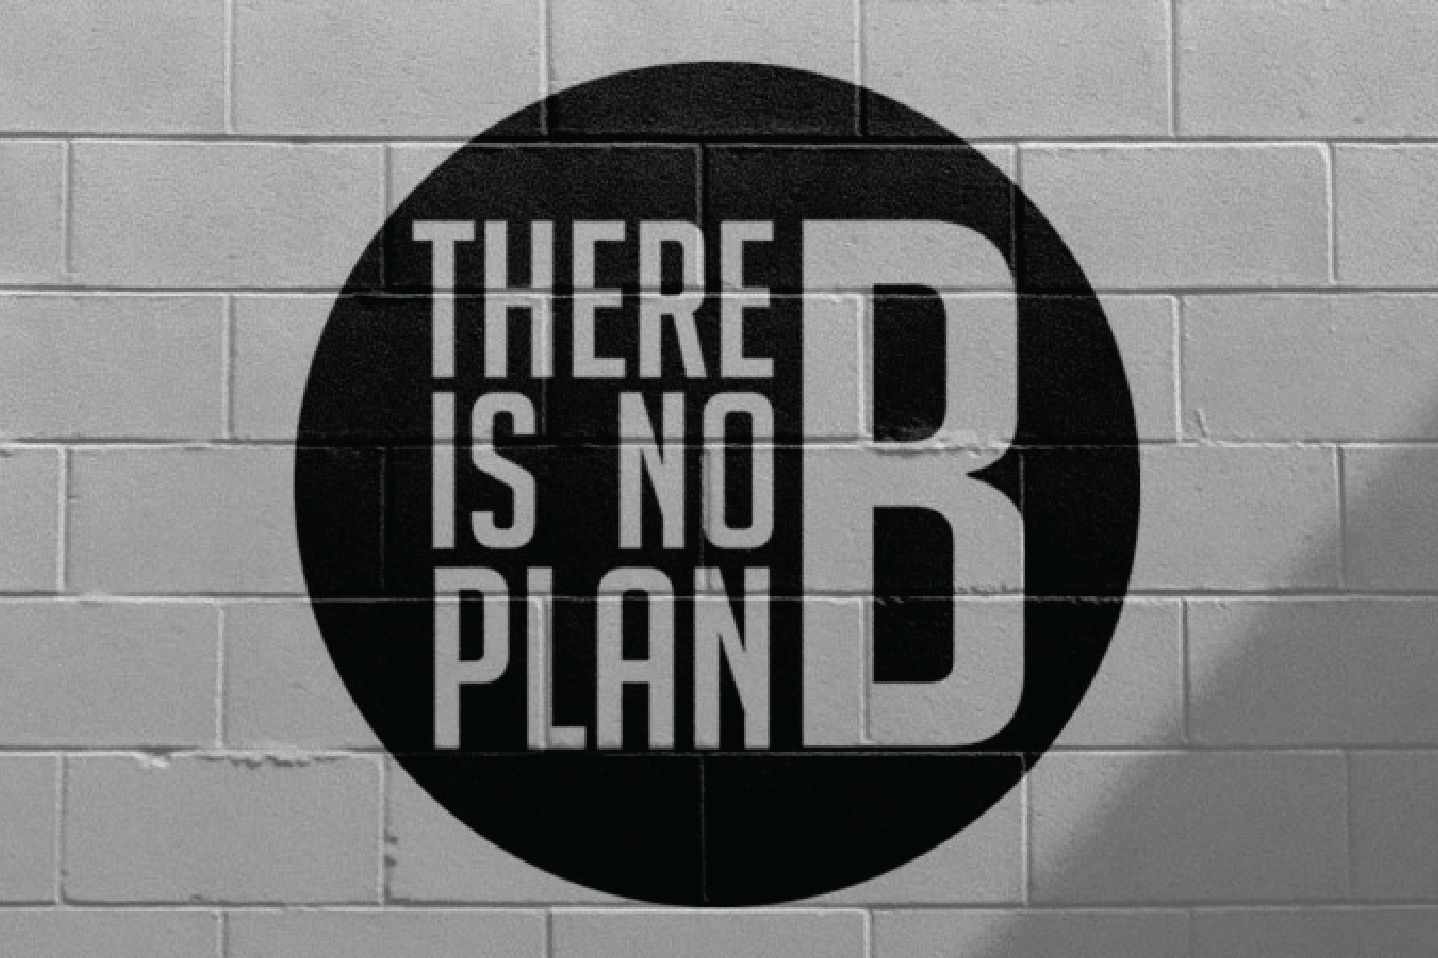 THERE
IS NO
PLAN B